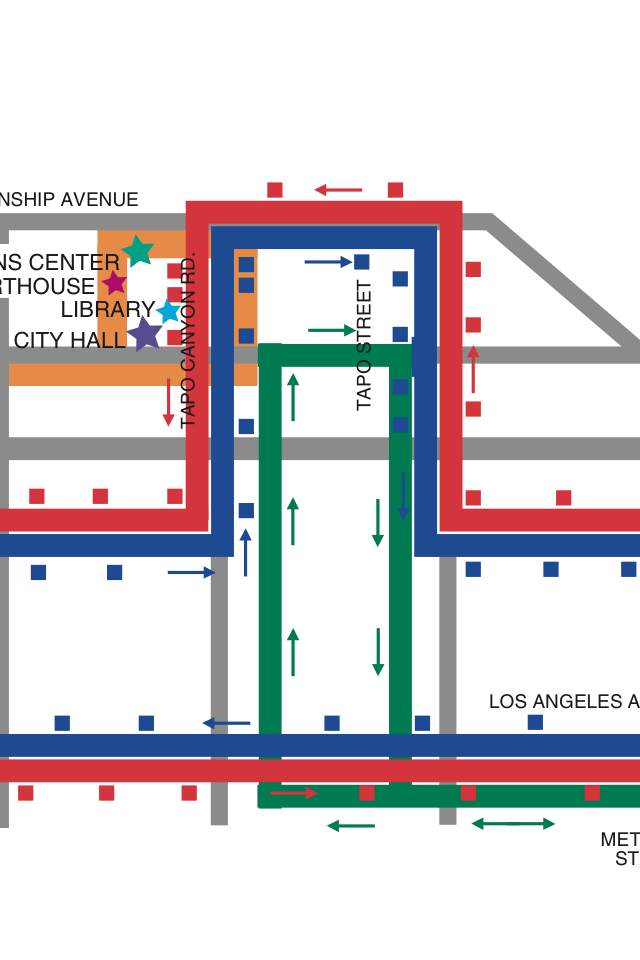 NSHIP AVENUE
NS CENTER
RTHOUSE
LIBRARY
CITY HALL
TAPO CANYON RD.
TAPO STREET
LOS ANGELES A
MET
ST